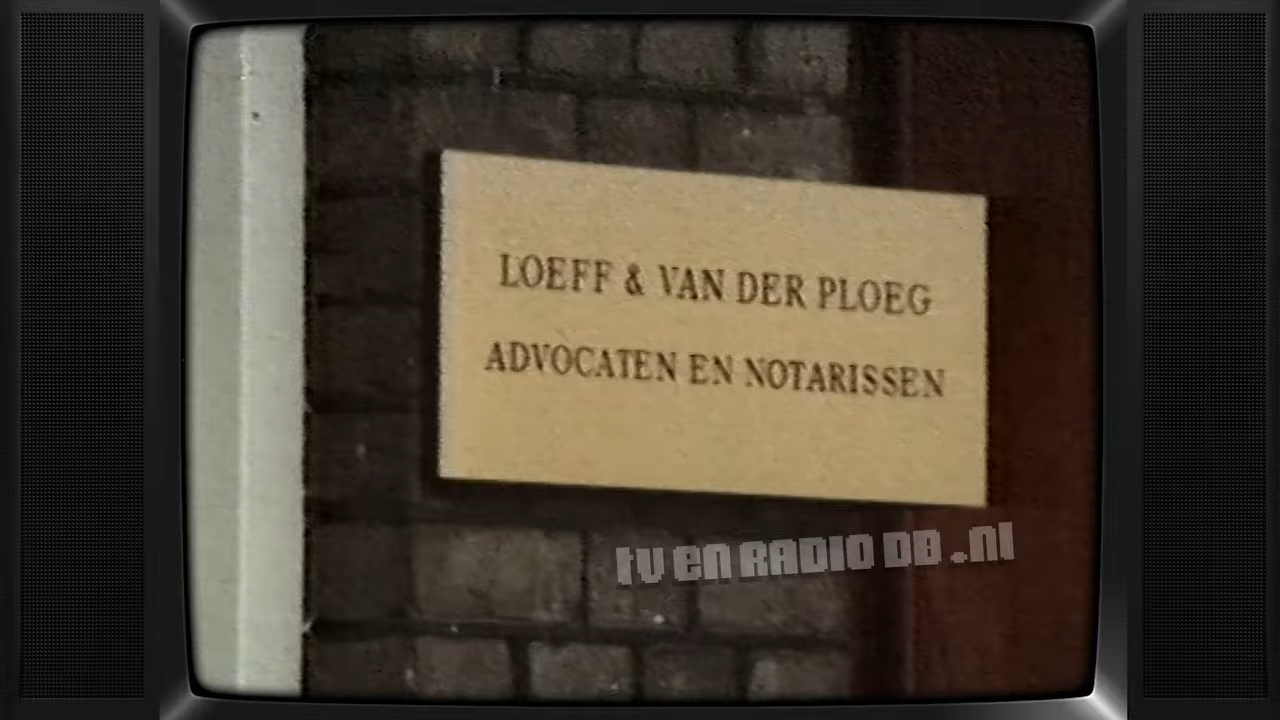 LOEFF & VAN DER PLOEG
ADVOCATEN EN NOTARISSEN
tv en RADIO DB .nl